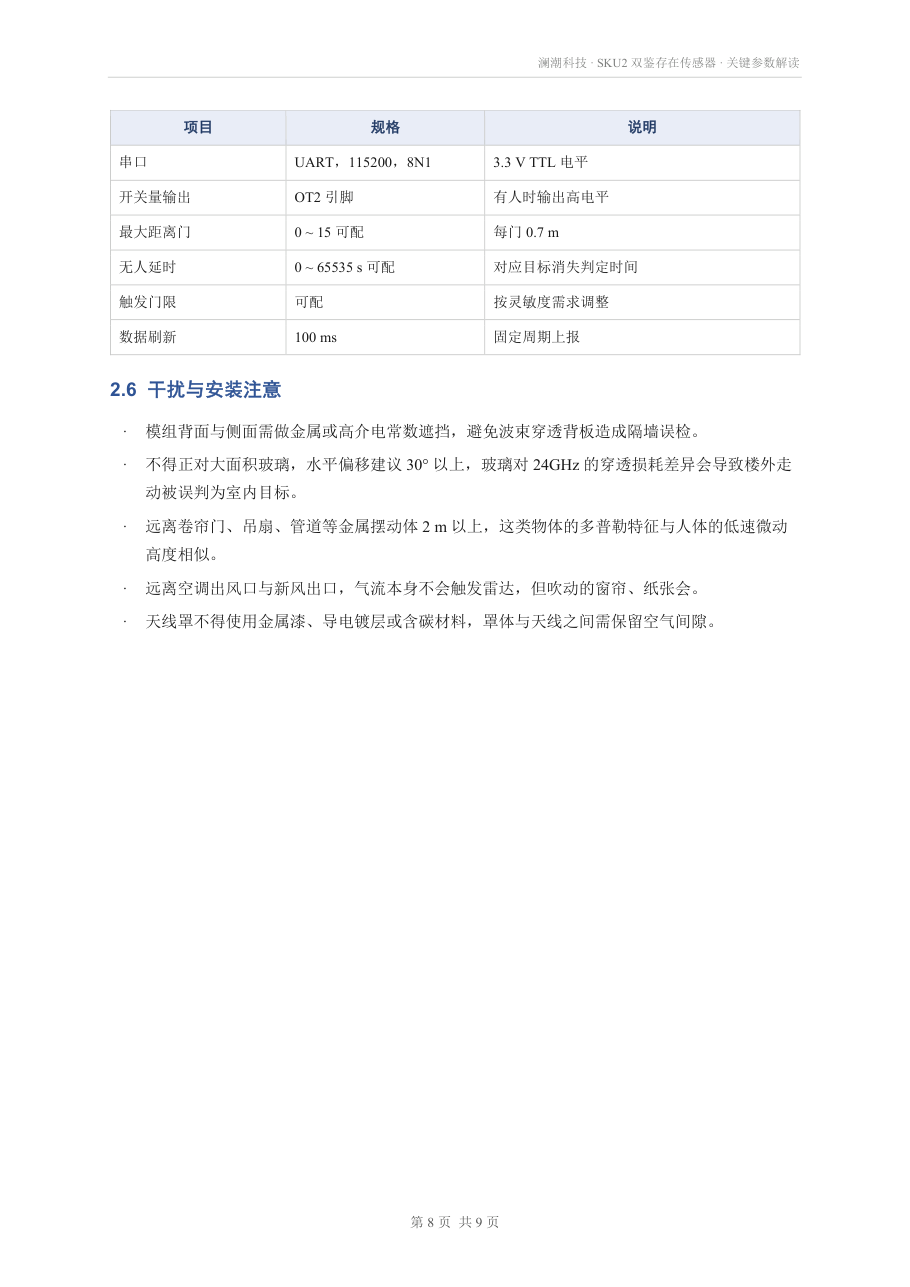 澜潮科技 · SKU2 双鉴存在传感器 · 关键参数解读
项目 规格 说明
串口 UART，115200，8N1 3.3 V TTL 电平
开关量输出 OT2 引脚 有人时输出高电平
最大距离门 0 ~ 15 可配 每门 0.7 m
无人延时 0 ~ 65535 s 可配 对应目标消失判定时间
触发门限 可配 按灵敏度需求调整
数据刷新 100 ms 固定周期上报
2.6 干扰与安装注意
· 模组背面与侧面需做金属或高介电常数遮挡，避免波束穿透背板造成隔墙误检。
· 不得正对大面积玻璃，水平偏移建议 30° 以上，玻璃对 24GHz 的穿透损耗差异会导致楼外走
动被误判为室内目标。
· 远离卷帘门、吊扇、管道等金属摆动体 2 m 以上，这类物体的多普勒特征与人体的低速微动
高度相似。
· 远离空调出风口与新风出口，气流本身不会触发雷达，但吹动的窗帘、纸张会。
· 天线罩不得使用金属漆、导电镀层或含碳材料，罩体与天线之间需保留空气间隙。
第 8 页 共 9 页